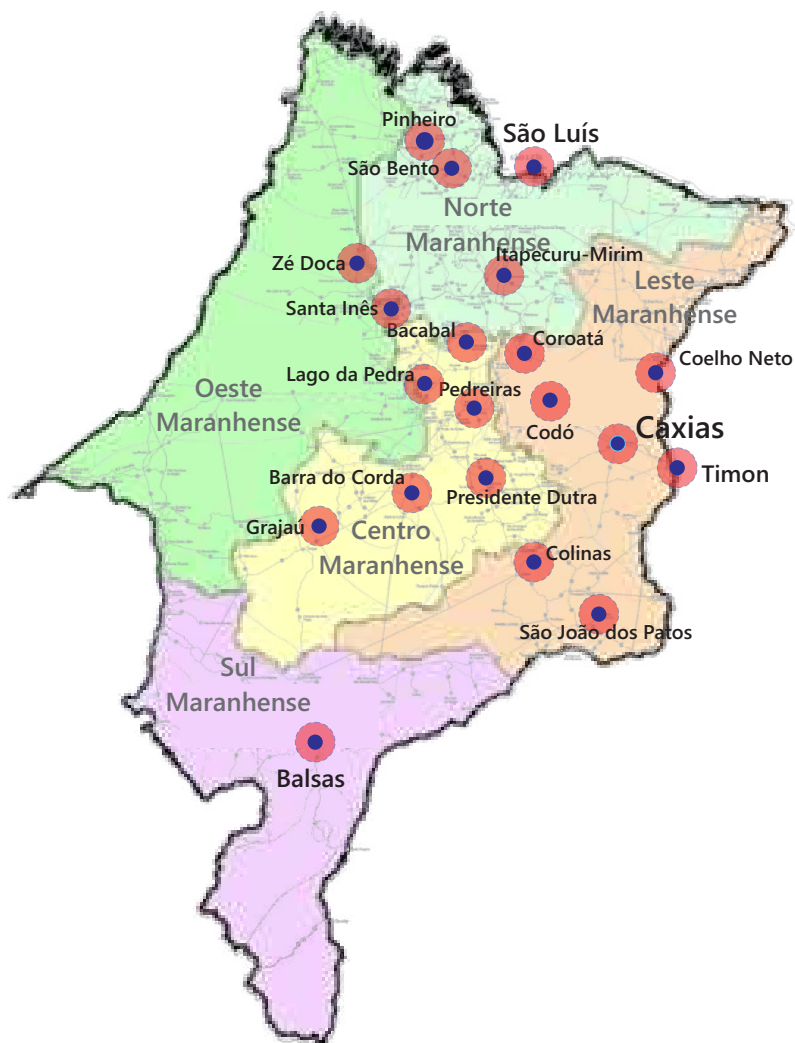 Pinheiro
São Luís
São Bento
Norte
Maranhense
Itapecuru-Mirim
Zé Doca
Leste
Maranhense
Santa Inês
Bacabal
Coroatá
Coelho Neto
Lago da Pedra
Pedreiras
Oeste
Maranhense
Codó
Caxias
Timon
Barra do Corda
Presidente Dutra
Grajaú
Centro
Maranhense
Colinas
São João dos Patos
Sul
Maranhense
Balsas